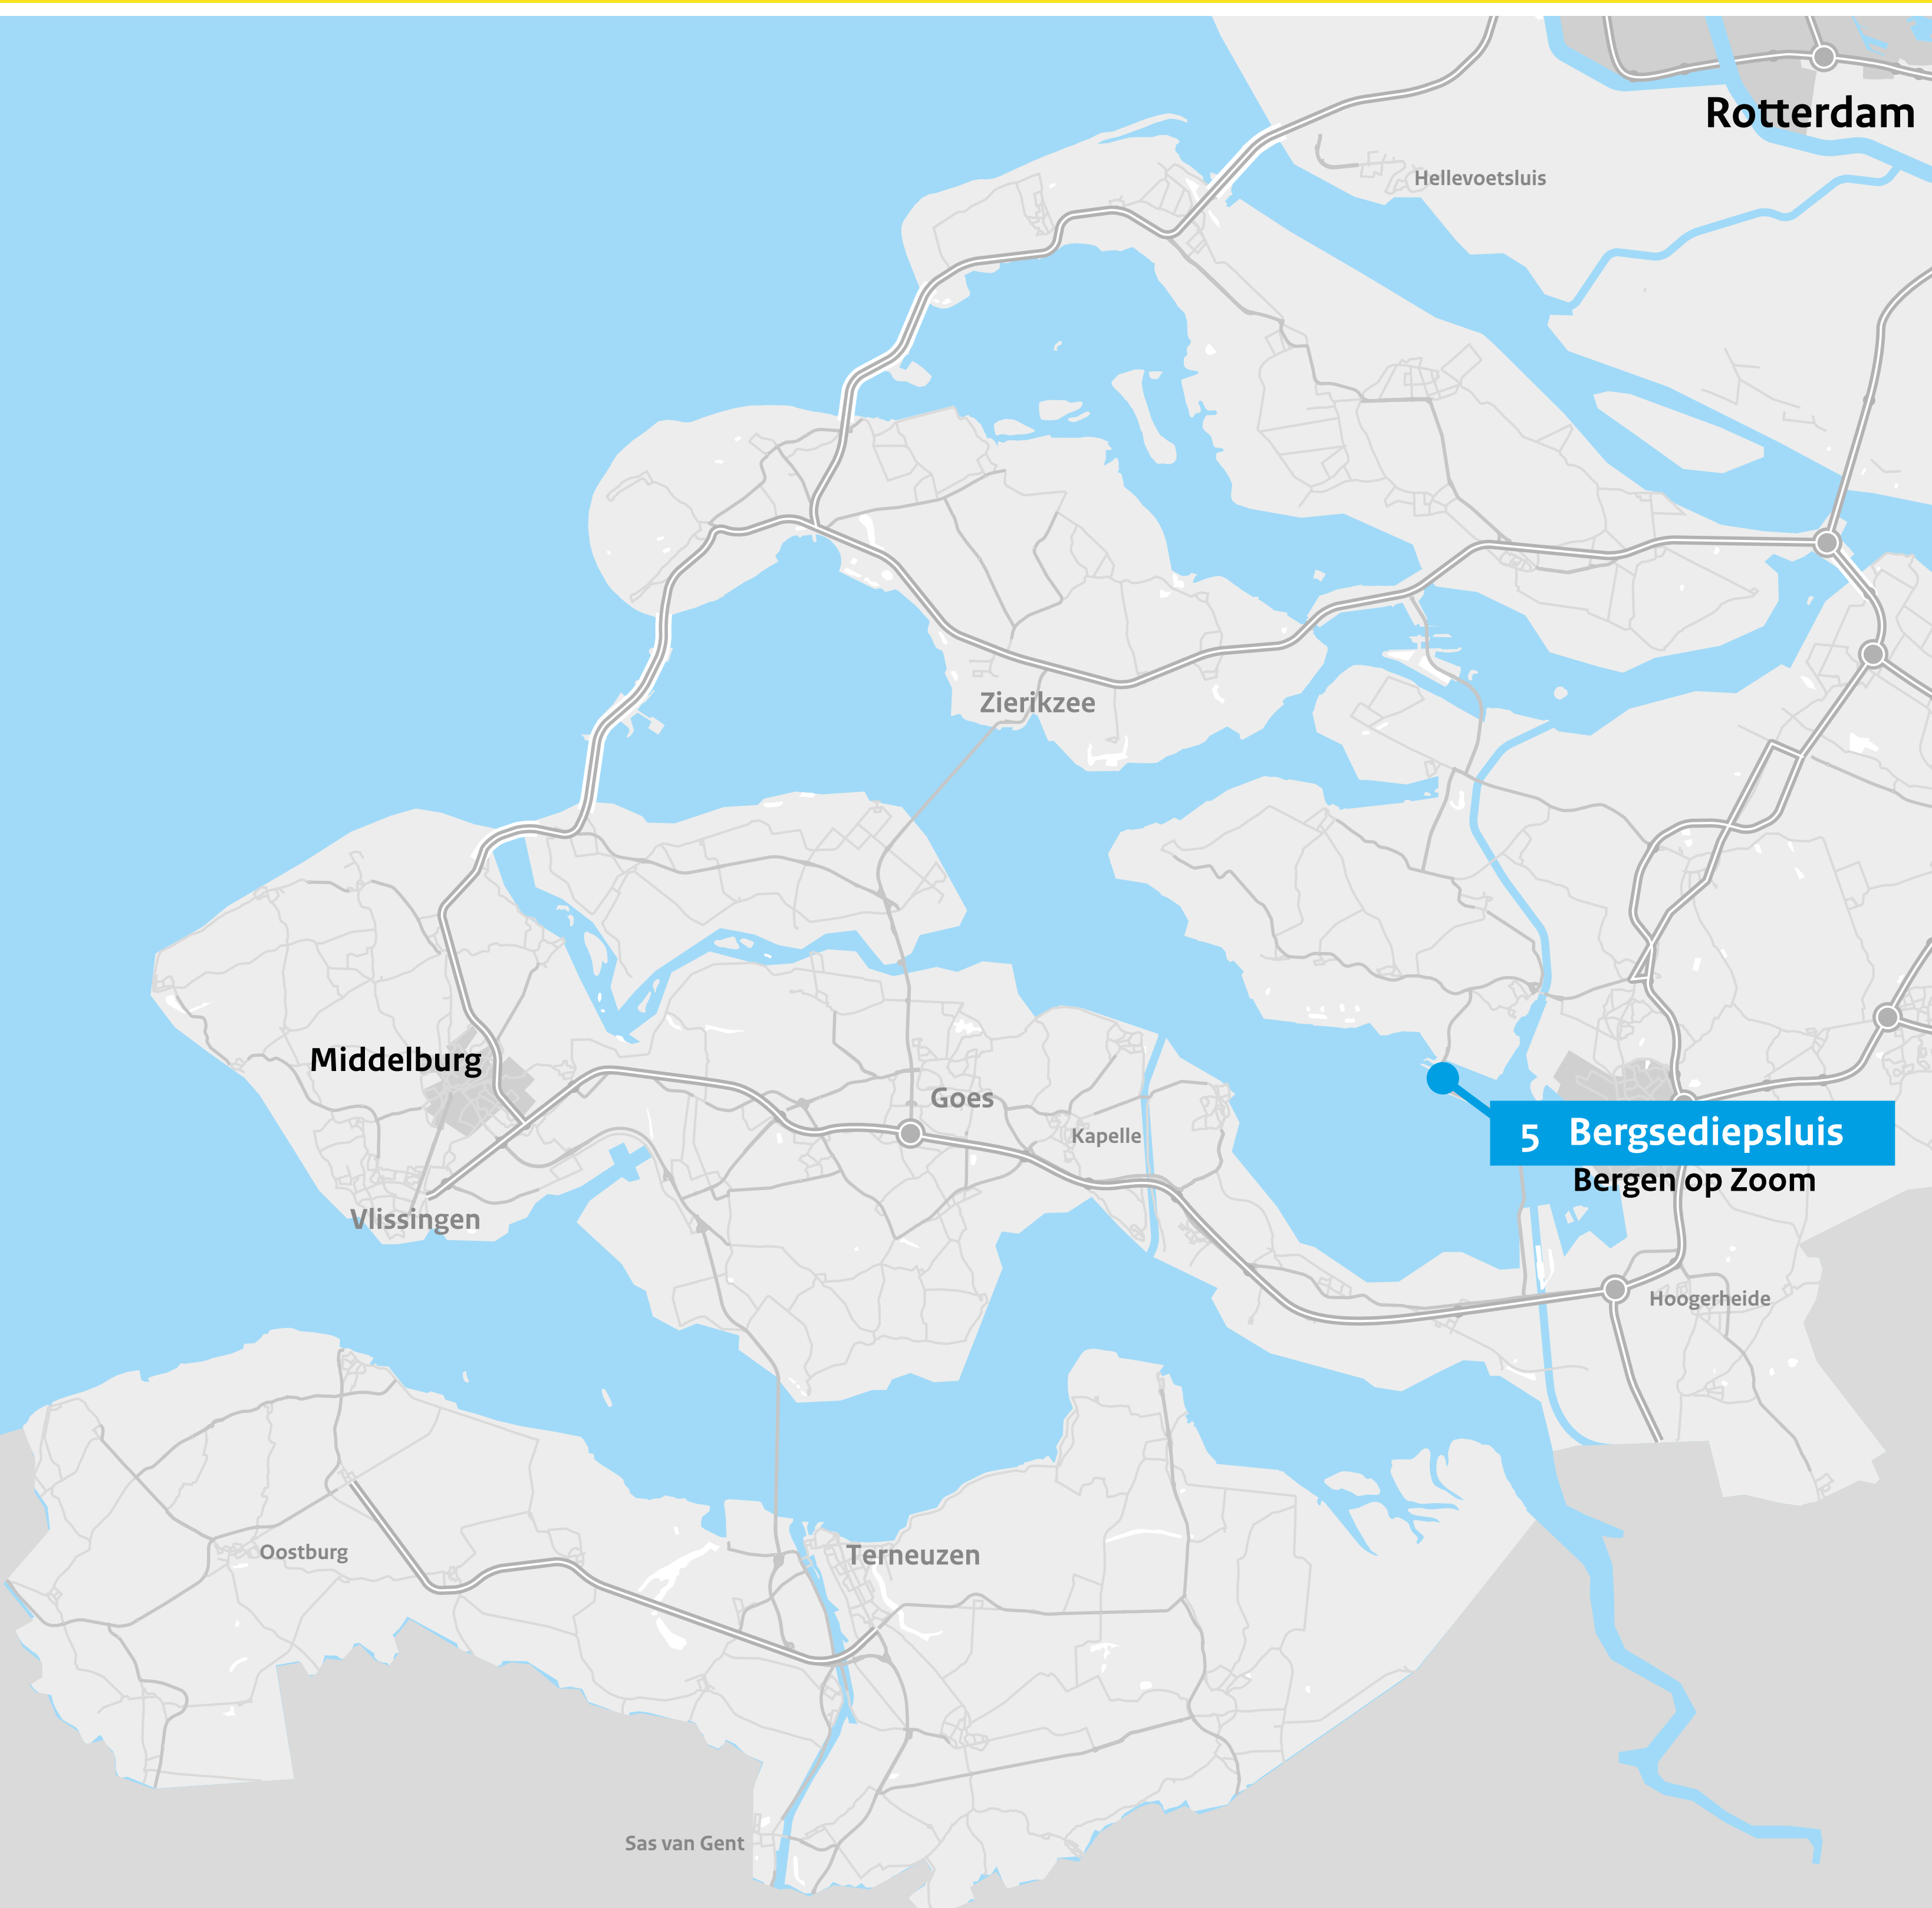 Rotterdam
Hellevoetsluis
Zierikzee
Middelburg
Goes
Kapelle
5 Bergsediepsluis
Bergen op Zoom
Vlissingen
Hoogerheide
Oostburg
Terneuzen
Sas van Gent